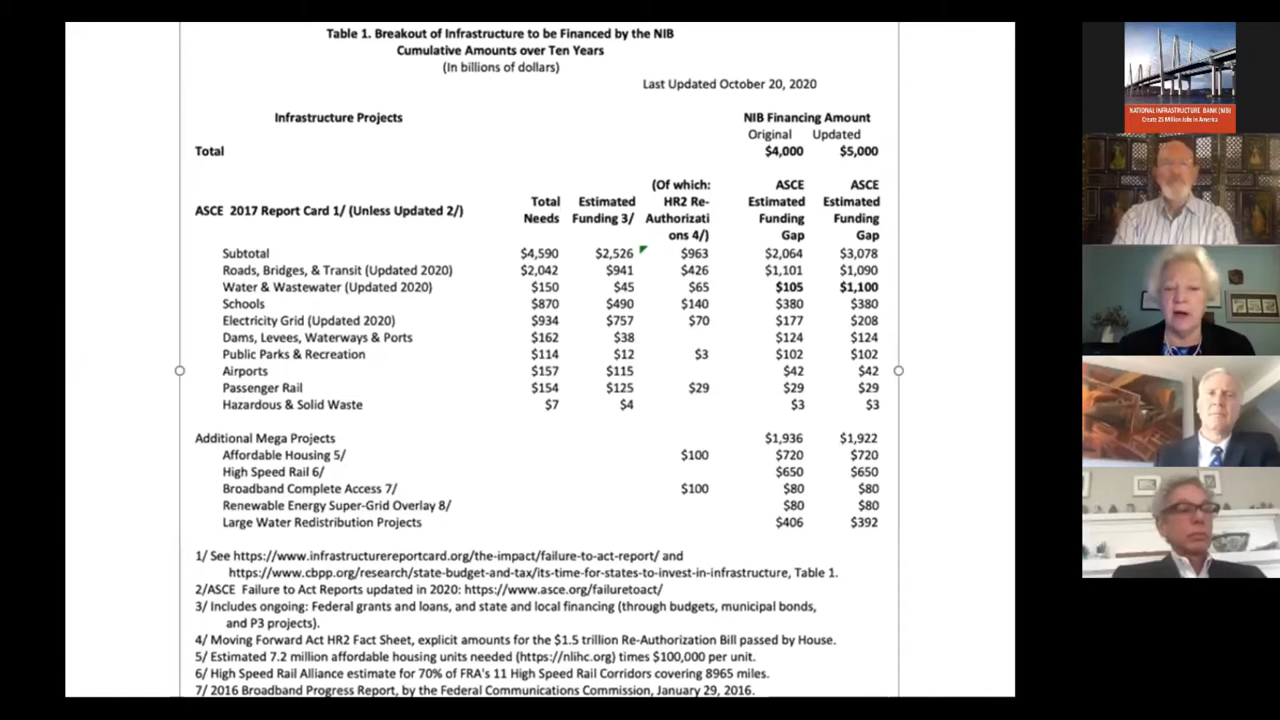 Table 1. Breakout of Infrastructure to be Financed by the NIB
Cumulative Amounts over Ten Years
(In billions of dollars)
Last Updated October 20, 2020
Infrastructure Projects NIB Financing Amount
Original Updated
Total $4,000 $5,000
ASCE 2017 Report Card 1/ (Unless Updated 2/) Total Needs Estimated Funding 3/ (Of which: HR2 Re-Authorizati ons 4/) ASCE Estimated Funding Gap ASCE Estimated Funding Gap
Subtotal $4,590 $2,526 $963 $2,064 $3,078
Roads, Bridges, & Transit (Updated 2020) $2,042 $941 $426 $1,101 $1,090
Water & Wastewater (Updated 2020) $150 $45 $65 $105 $1,100
Schools $870 $490 $140 $380 $380
Electricity Grid (Updated 2020) $934 $757 $70 $177 $208
Dams, Levees, Waterways & Ports $162 $38 $124 $124
Public Parks & Recreation $114 $12 $3 $102 $102
Airports $157 $115 $42 $42
Passenger Rail $154 $125 $29 $29 $29
Hazardous & Solid Waste $7 $4 $3 $3
Additional Mega Projects $1,936 $1,922
Affordable Housing 5/ $100 $720 $720
High Speed Rail 6/ $650 $650
Broadband Complete Access 7/ $100 $80 $80
Renewable Energy Super-Grid Overlay 8/ $80 $80
Large Water Redistribution Projects $406 $392
1/ See https://www.infrastructurereportcard.org/the-impact/failure-to-act-report/ and
https://www.cbpp.org/research/state-budget-and-tax/its-time-for-states-to-invest-in-infrastructure, Table 1.
2/ASCE Failure to Act Reports updated in 2020: https://www.asce.org/failuretoact/
3/ Includes ongoing: Federal grants and loans, and state and local financing (through budgets, municipal bonds,
and P3 projects).
4/ Moving Forward Act HR2 Fact Sheet, explicit amounts for the $1.5 trillion Re-Authorization Bill passed by House.
5/ Estimated 7.2 million affordable housing units needed (https://nlihc.org) times $100,000 per unit.
6/ High Speed Rail Alliance estimate for 70% of FRA's 11 High Speed Rail Corridors covering 8965 miles.
7/ 2016 Broadband Progress Report, by the Federal Communications Commission, January 29, 2016.
NATIONAL INFRASTRUCTURE BANK (NIB)
Create 25 Million Jobs in America